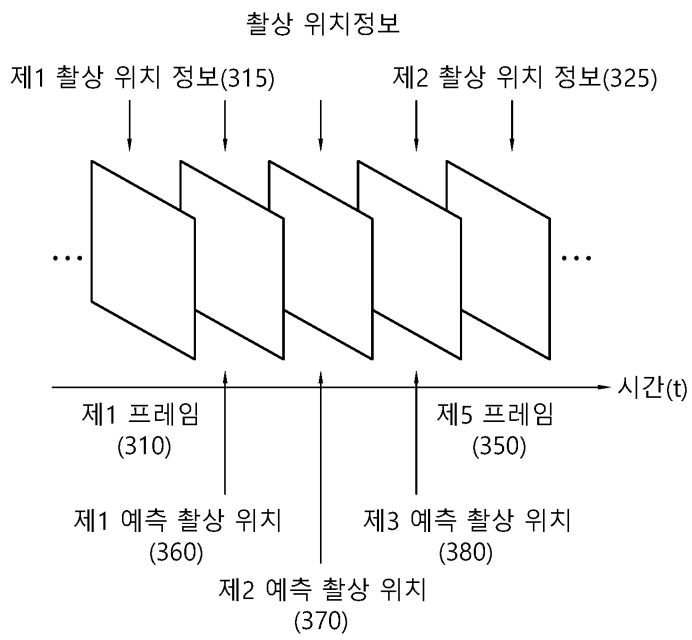 촬상 위치정보
제1 촬상 위치 정보(315)
제2 촬상 위치 정보(325)
...
...
시간(t)
제1 프레임
(310)
제5 프레임
(350)
제1 예측 촬상 위치
(360)
제3 예측 촬상 위치
(380)
제2 예측 촬상 위치
(370)